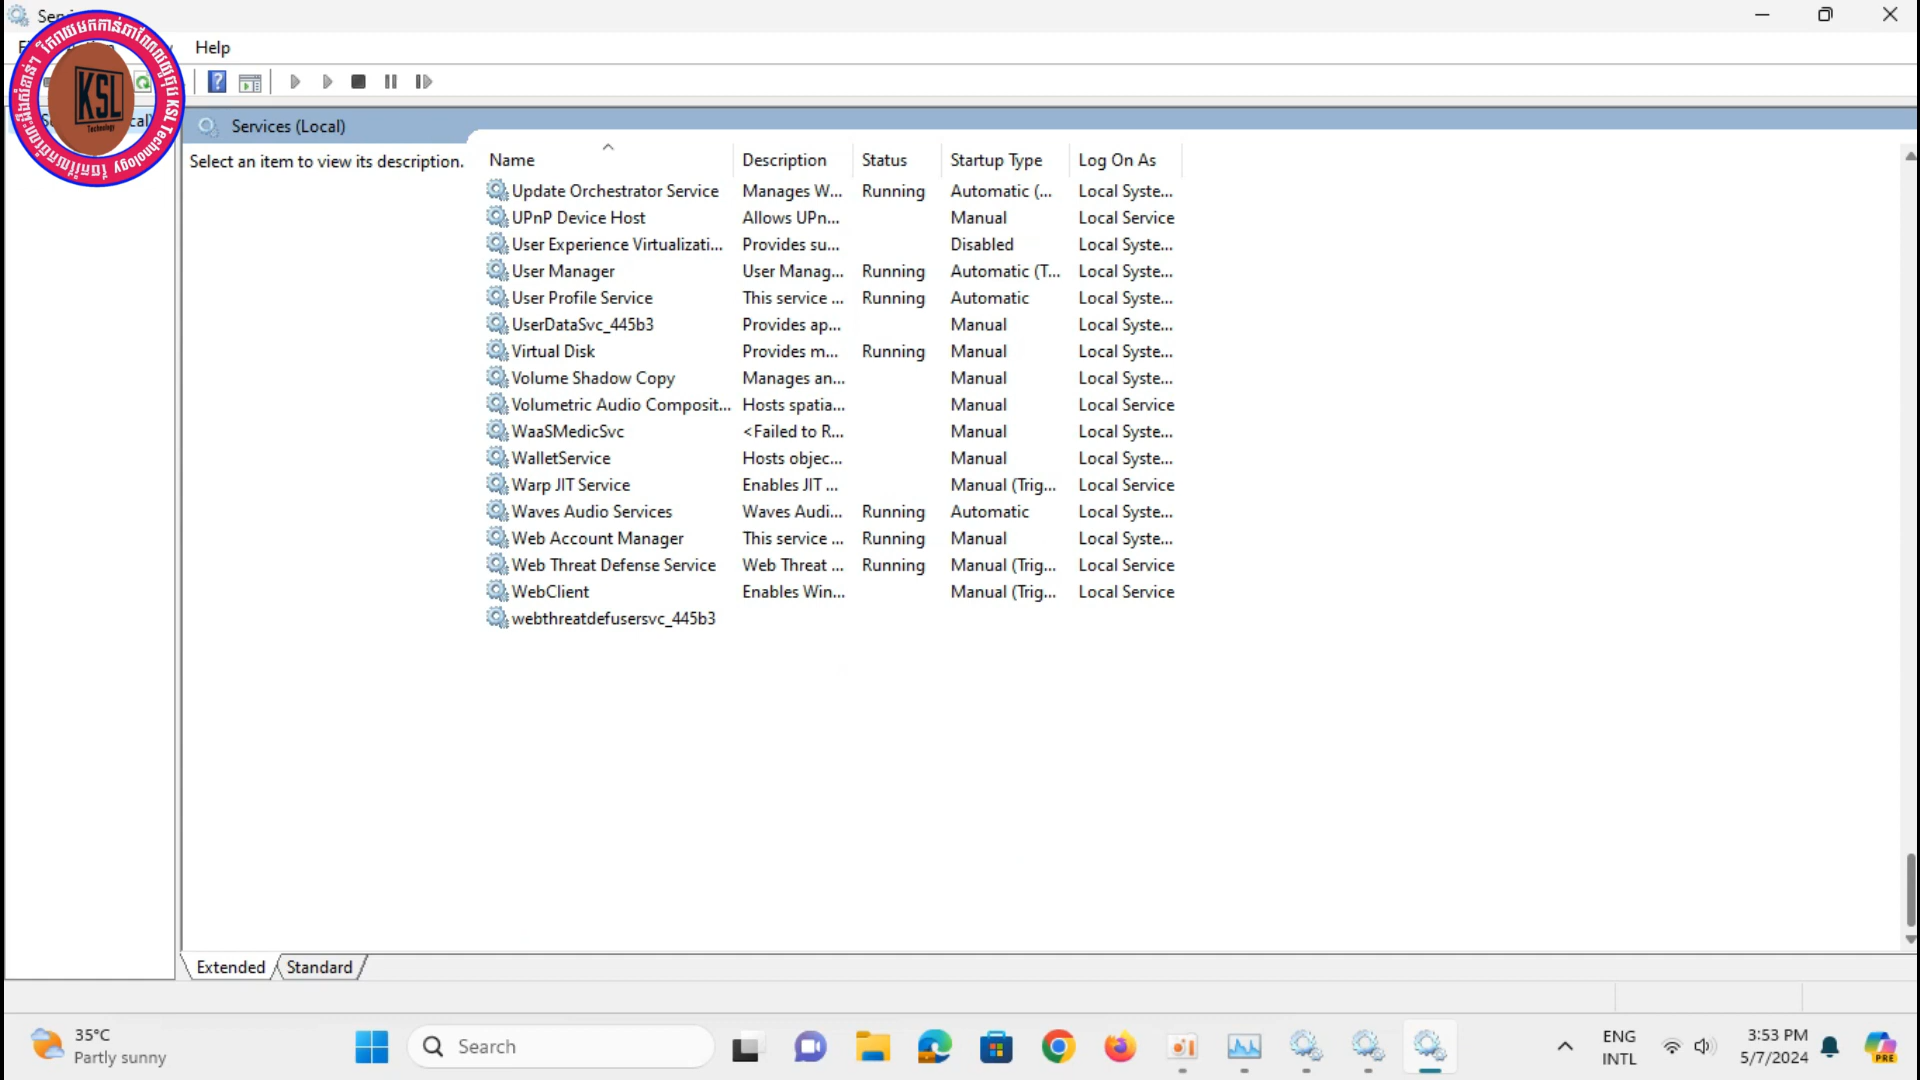 Help
Services (Local)
Select an item to view its description.
Name Description Status Startup Type Log On As
Update Orchestrator Service Manages W... Running Automatic (... Local Syste...
UPnP Device Host Allows UPn... Manual Local Service
User Experience Virtualizati... Provides su... Disabled Local Syste...
User Manager User Manag... Running Automatic (T... Local Syste...
User Profile Service This service ... Running Automatic Local Syste...
UserDataSvc_445b3 Provides ap... Manual Local Syste...
Virtual Disk Provides m... Running Manual Local Syste...
Volume Shadow Copy Manages an... Manual Local Syste...
Volumetric Audio Composit... Hosts spatia... Manual Local Service
WaaSMedicSvc <Failed to R... Manual Local Syste...
WalletService Hosts objec... Manual Local Syste...
Warp JIT Service Enables JIT ... Manual (Trig... Local Service
Waves Audio Services Waves Audi... Running Automatic Local Syste...
Web Account Manager This service ... Running Manual Local Syste...
Web Threat Defense Service Web Threat ... Running Manual (Trig... Local Service
WebClient Enables Win... Manual (Trig... Local Service
webthreatdefusersvc_445b3
Extended Standard
KSL
Technology
KSL Technology
35°C
Partly sunny
Search
ENG
INTL
3:53 PM
5/7/2024
PRE